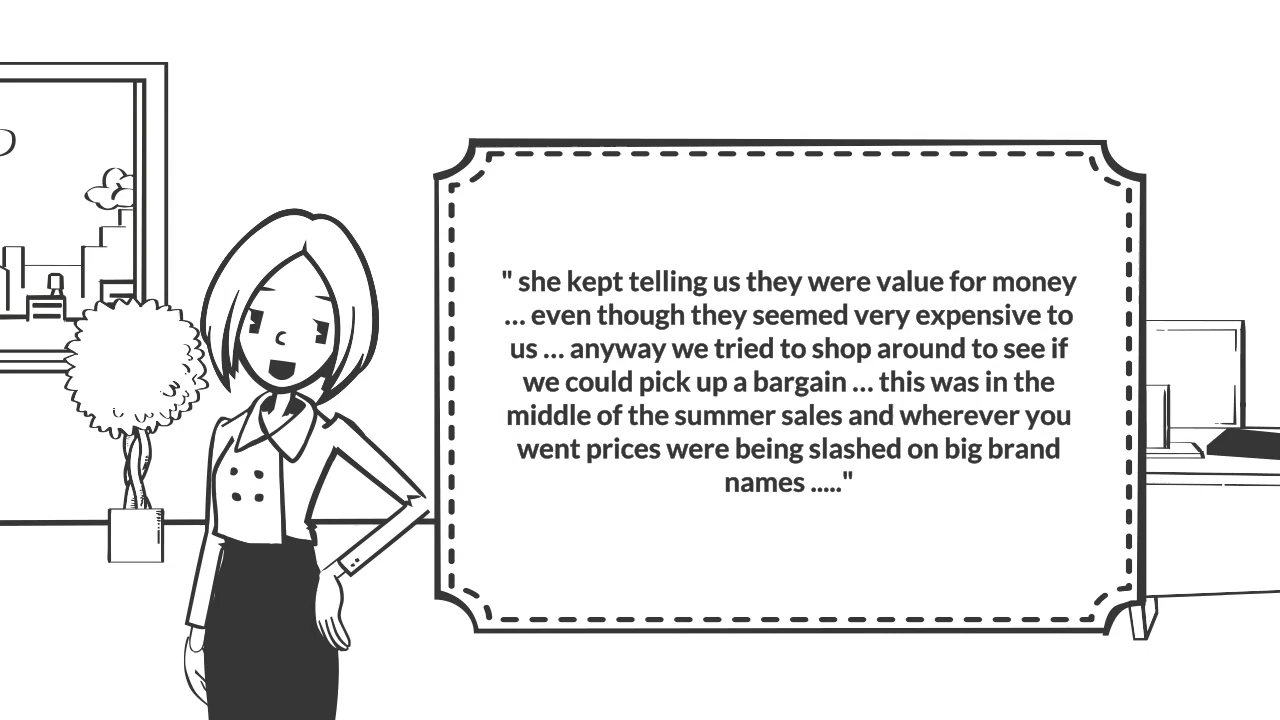 " she kept telling us they were value for money
... even though they seemed very expensive to
us ... anyway we tried to shop around to see if
we could pick up a bargain ... this was in the
middle of the summer sales and wherever you
went prices were being slashed on big brand
names ....."